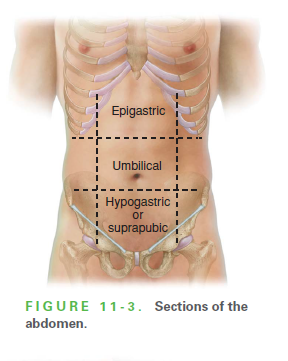 Epigastric
Umbilical
Hypogastric
or
suprapubic
FIGURE 11-3. Sections of the
abdomen.